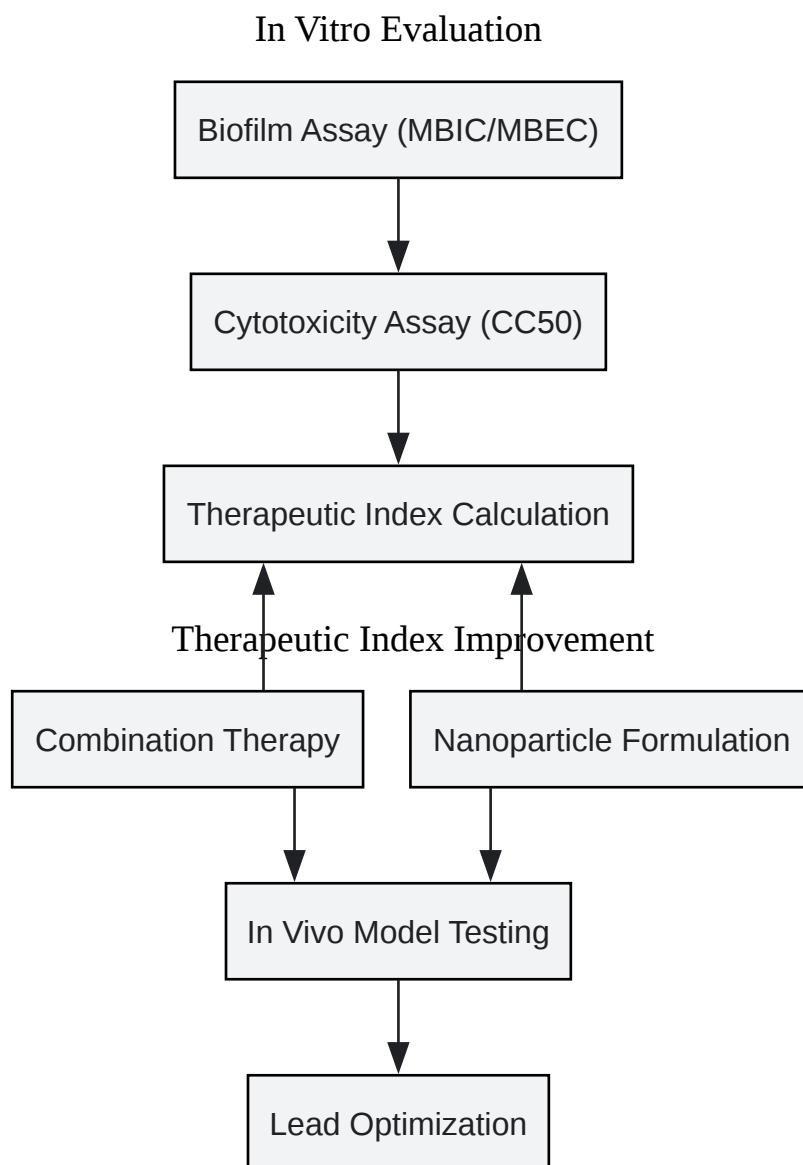 In Vitro Evaluation
Biofilm Assay (MBIC/MBEC)
Cytotoxicity Assay (CC50)
Therapeutic Index Calculation
Therapeutic Index Improvement
Combination Therapy
Nanoparticle Formulation
In Vivo Model Testing
Lead Optimization